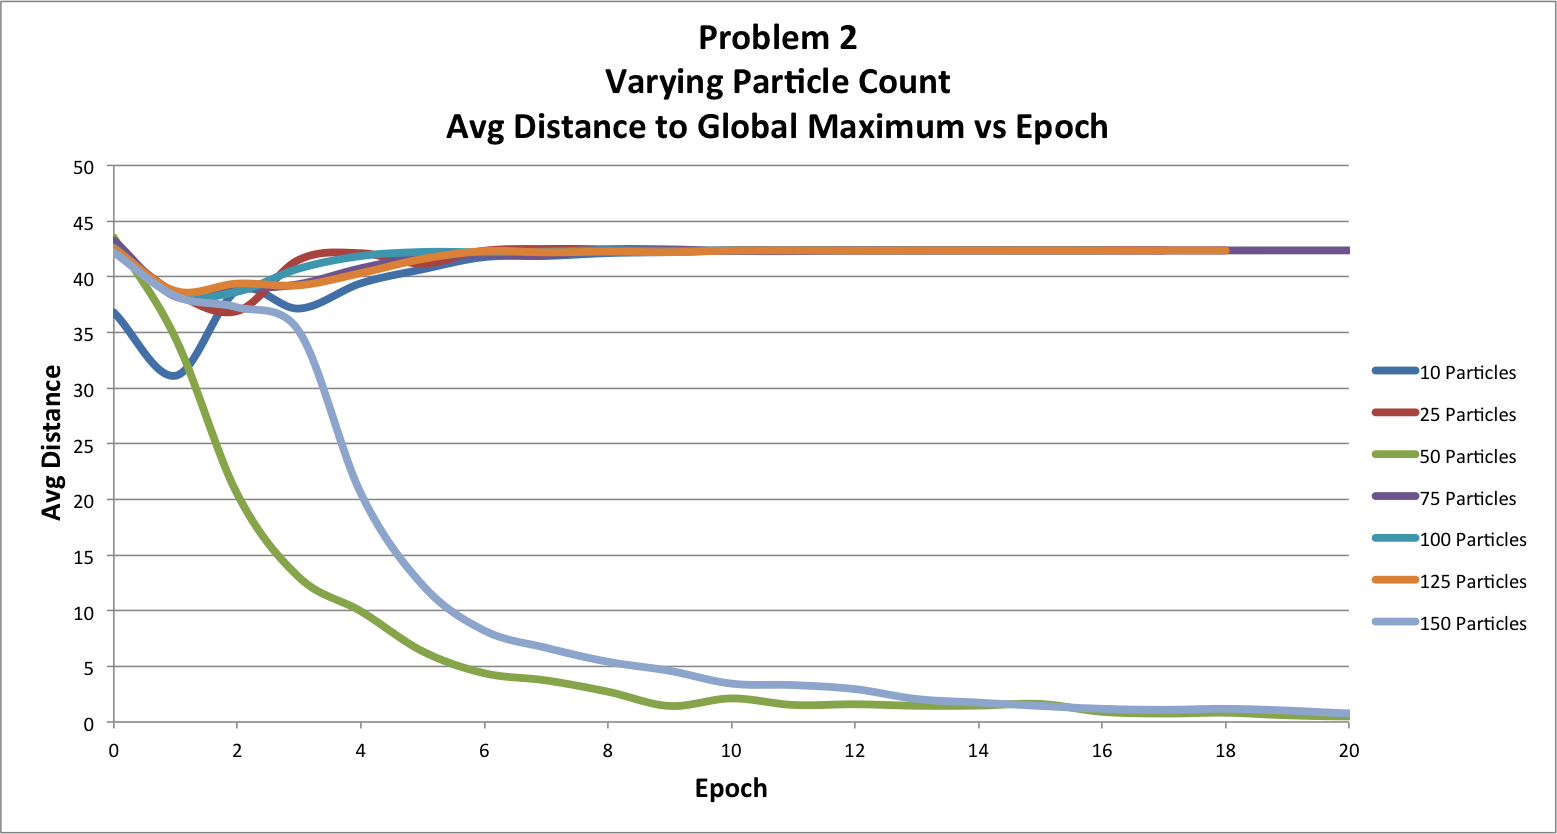 Problem 2
Varying Particle Count
Avg Distance to Global Maximum vs Epoch
50
45
40
35
30
25
20
15
10
5
0
Avg Distance
0 2 4 6 8 10 12 14 16 18 20
Epoch
10 Particles
25 Particles
50 Particles
75 Particles
100 Particles
125 Particles
150 Particles